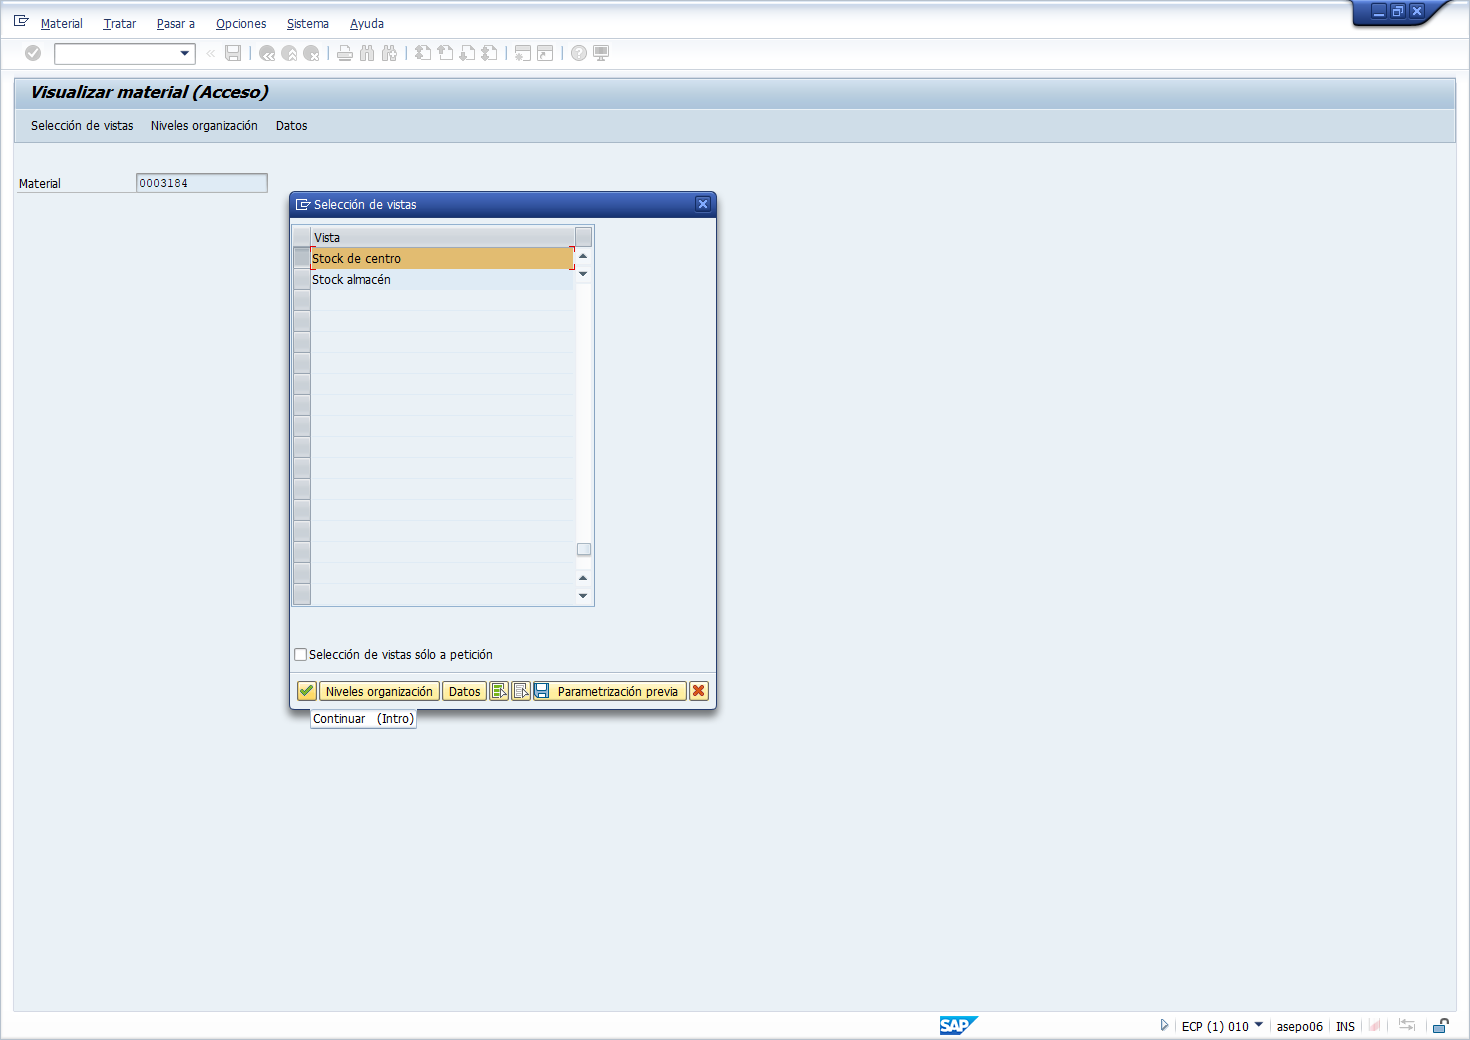 Material Tratar Pasar a Opciones Sistema Ayuda
Visualizar material (Acceso)
Selección de vistas Niveles organización Datos
Material 0003184
Selección de vistas
Vista
Stock de centro
Stock almacén
Selección de vistas sólo a petición
Niveles organización Datos Parametrización previa
Continuar (Intro)
SAP ECP (1) 010 asepo06 INS